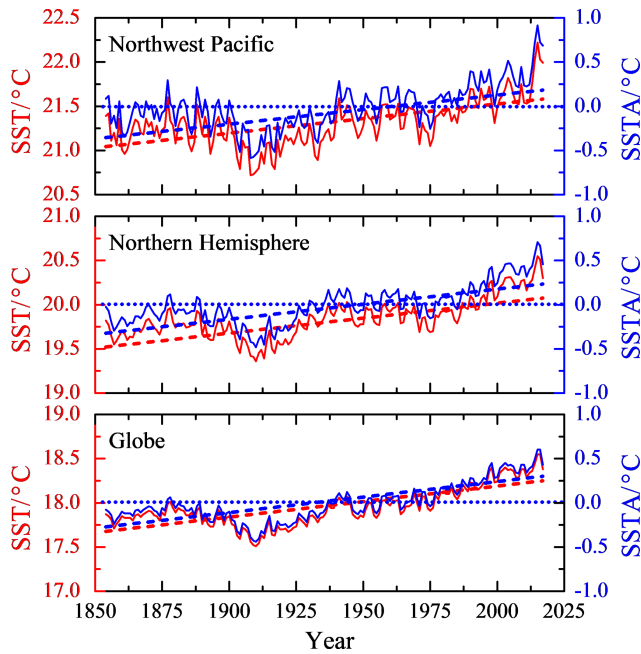 22.5
1.0
Northwest Pacific
22.0
0.5
21.5
0.0
21.0
-0.5
20.5
-1.0
SST/°C
SSTA/°C
21.0
1.0
Northern Hemisphere
20.5
0.5
20.0
0.0
19.5
-0.5
19.0
-1.0
SST/°C
SSTA/°C
19.0
1.0
Globe
18.5
0.5
18.0
0.0
17.5
-0.5
17.0
-1.0
SST/°C
SSTA/°C
1850 1875 1900 1925 1950 1975 2000 2025
Year